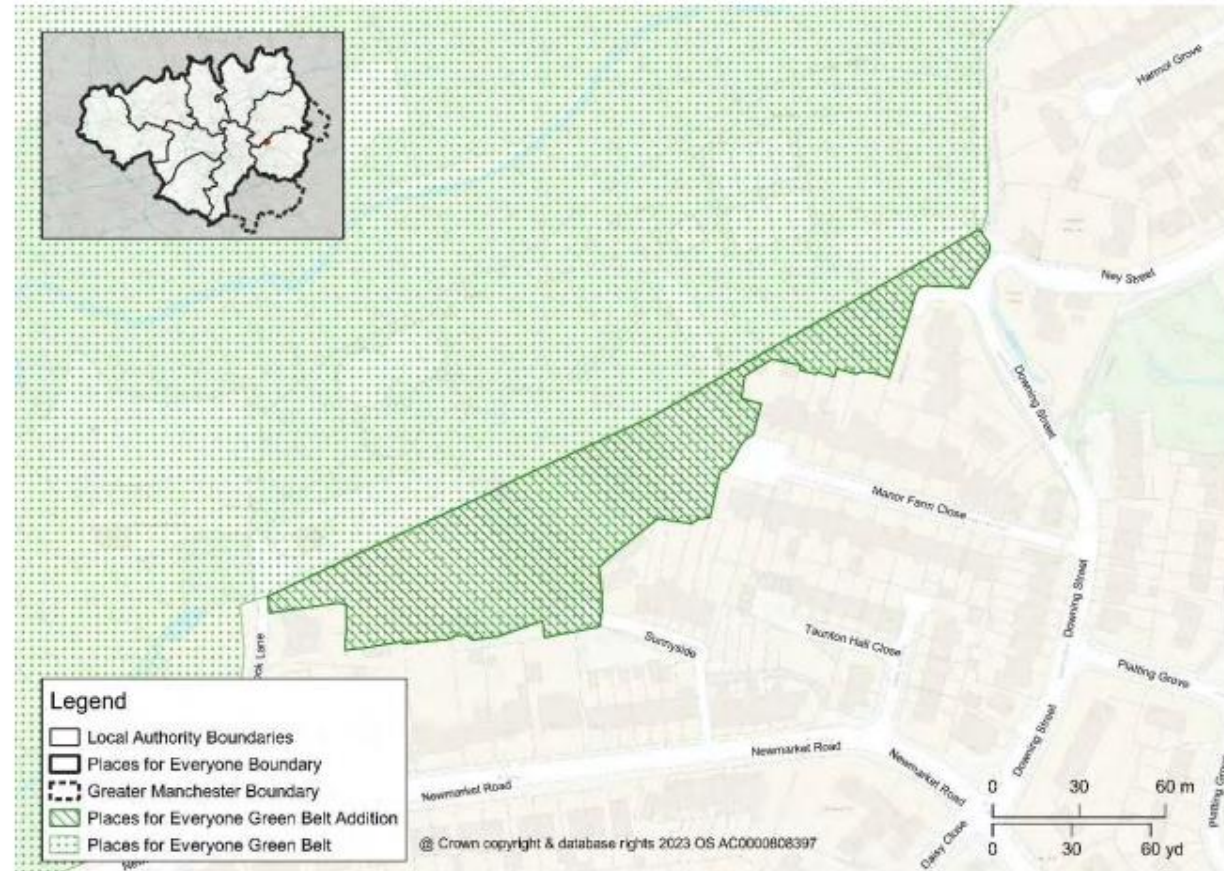 Harmol Grove
Ney Street
Downing Street
Manor Farm Close
Taunton Hall Close
Sunnyside
Downing Street
Platting Grove
ok Lane
Newmarket Road
Newmarket Road
Newmarket Road
Downing Street
Daisy Close
Legend
Local Authority Boundaries
Places for Everyone Boundary
Greater Manchester Boundary
Places for Everyone Green Belt Addition
Places for Everyone Green Belt
@ Crown copyright & database rights 2023 OS AC0000808397
0 30 60 m
0 30 60 yd